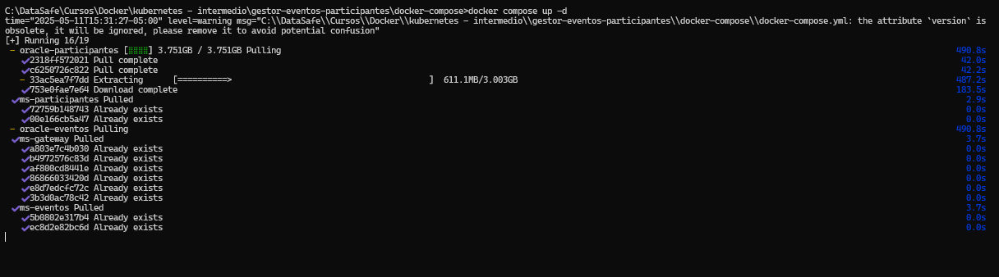 C:\DataSafe\Cursos\Docker\kubernetes - intermedio\gestor-eventos-participantes\docker-compose>docker compose up -d
time="2025-05-11T15:31:27-05:00" level=warning msg="C:\\DataSafe\\Cursos\\Docker\\kubernetes - intermedio\\gestor-eventos-participantes\\docker-compose\\docker-compose.yml: the attribute `version` is
obsolete, it will be ignored, please remove it to avoid potential confusion"
[+] Running 16/19
- oracle-participantes [⣿⣿⣿⣿] 3.751GB / 3.751GB Pulling 490.8s
✔2318ff572021 Pull complete 42.0s
✔c6250726c822 Pull complete 42.2s
- 33ac5ea7f7dd Extracting [==========> ] 611.1MB/3.003GB 487.2s
✔753e0fae7e64 Download complete 183.5s
✔ms-participantes Pulled 2.9s
✔72759b148743 Already exists 0.0s
✔00e166cb5a47 Already exists 0.0s
- oracle-eventos Pulling 490.8s
✔ms-gateway Pulled 3.7s
✔a803e7c4b030 Already exists 0.0s
✔b4972576c83d Already exists 0.0s
✔af800cd8441e Already exists 0.0s
✔86866033420d Already exists 0.0s
✔e8d7edcfc72c Already exists 0.0s
✔3b3d0ac78c42 Already exists 0.0s
✔ms-eventos Pulled 3.7s
✔5b0802e317b4 Already exists 0.0s
✔ec8d2e82bc6d Already exists 0.0s